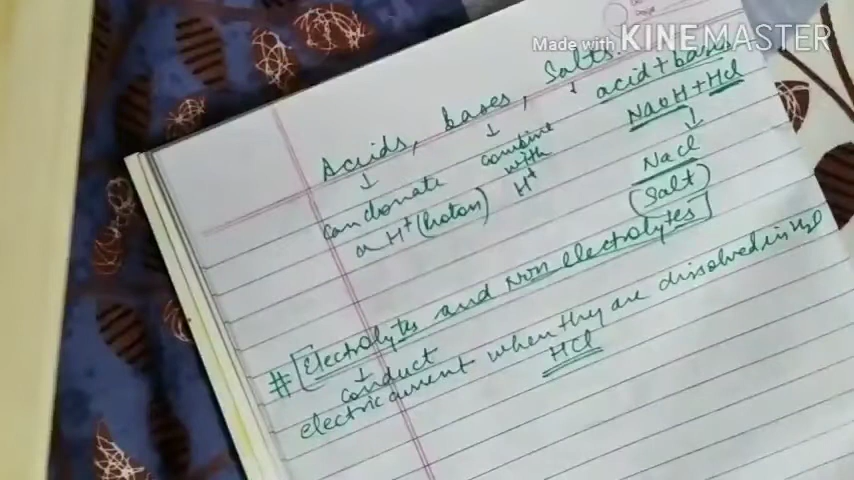 Made with KINEMASTER
Acids, bases, Salts.
↓ ↓ ↓ acid + base
can donate combine NaOH + HCl
a H+ (proton) with ↓
H+ NaCl
(Salt)
# [Electrolytes and Non electrolytes]
↓
conduct
electric current when they are dissolved in H2O
HCl